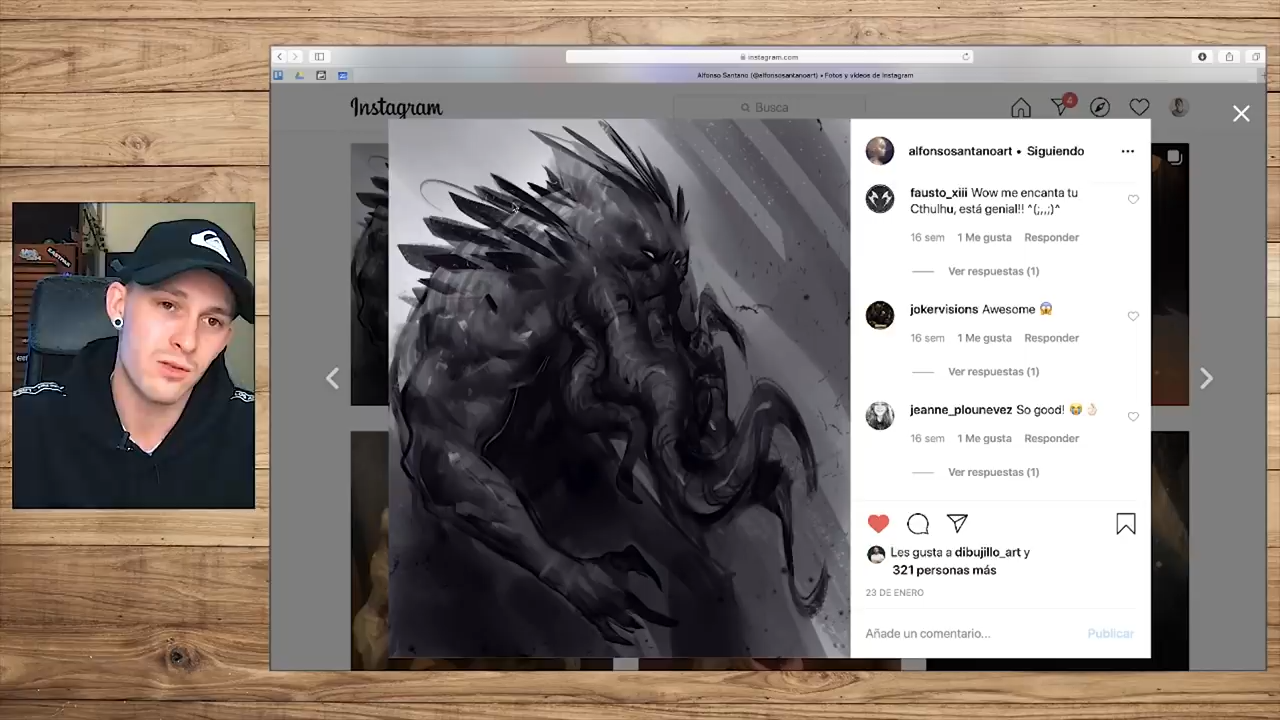 instagram.com
Alfonso Santano (@alfonsosantanoart) • Fotos y vídeos de Instagram
Instagram
Busca
4
alfonsosantanoart • Siguiendo
fausto_xiii Wow me encanta tu
Cthulhu, está genial!! ^(;,,;)^
16 sem 1 Me gusta Responder
Ver respuestas (1)
jokervisions Awesome 😱
16 sem 1 Me gusta Responder
Ver respuestas (1)
jeanne_plounevez So good! 😭👌🏻
16 sem 1 Me gusta Responder
Ver respuestas (1)
Les gusta a dibujillo_art y
321 personas más
23 DE ENERO
Añade un comentario...
Publicar
EASTPAK